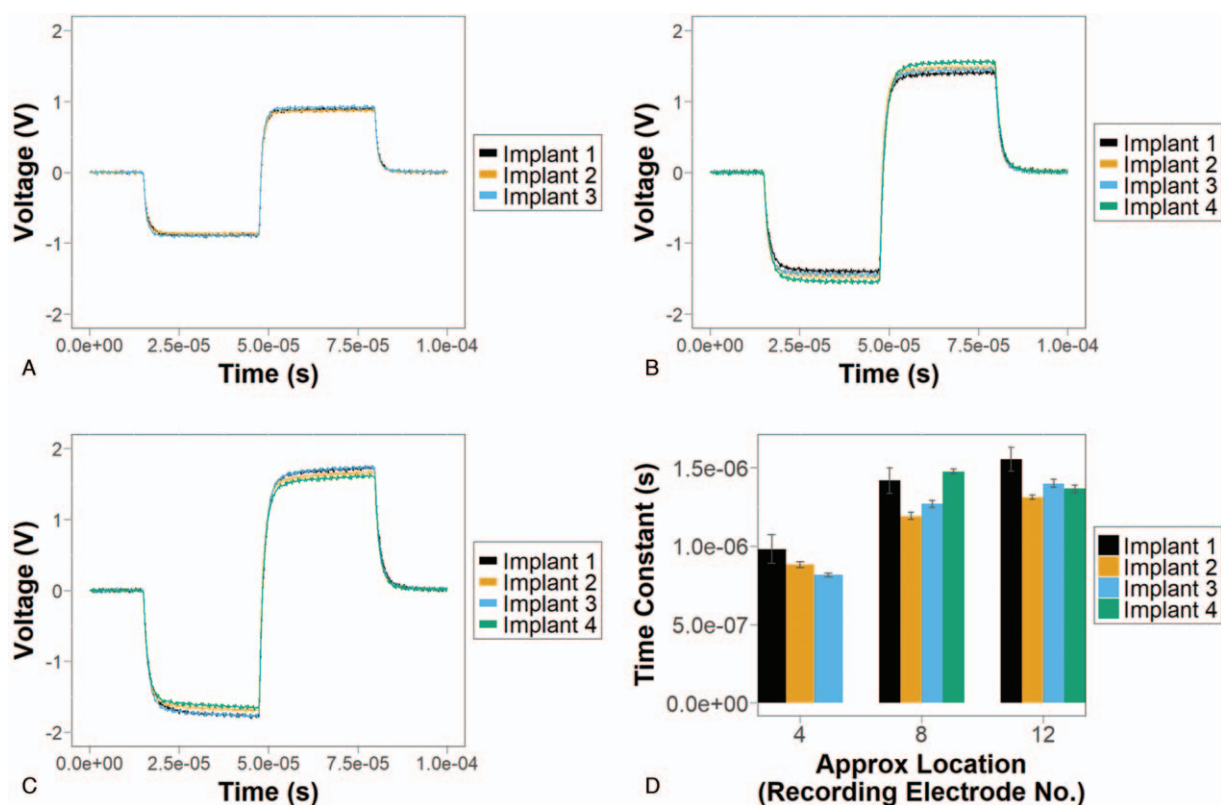 2
1
0
-1
-2
Voltage (V)
0.0e+00 2.5e-05 5.0e-05 7.5e-05 1.0e-04
Time (s)
Implant 1
Implant 2
Implant 3
A
2
1
0
-1
-2
Voltage (V)
0.0e+00 2.5e-05 5.0e-05 7.5e-05 1.0e-04
Time (s)
Implant 1
Implant 2
Implant 3
Implant 4
B
2
1
0
-1
-2
Voltage (V)
0.0e+00 2.5e-05 5.0e-05 7.5e-05 1.0e-04
Time (s)
Implant 1
Implant 2
Implant 3
Implant 4
C
1.5e-06
1.0e-06
5.0e-07
0.0e+00
Time Constant (s)
4 8 12
Approx Location
(Recording Electrode No.)
Implant 1
Implant 2
Implant 3
Implant 4
D